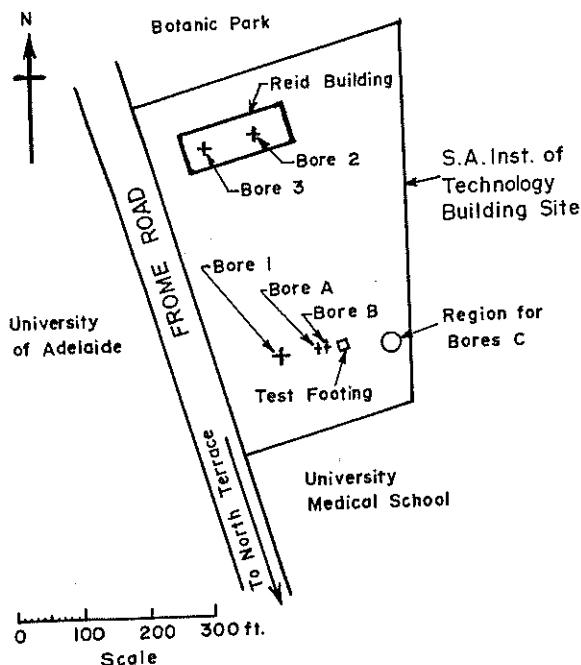 N
Botanic Park
Reid Building
Bore 2
Bore 3
S.A. Inst. of
Technology
Building Site
FROME ROAD
Bore 1
Bore A
Bore B
University
of Adelaide
Region for
Bores C
Test Footing
To North Terrace
University
Medical School
0 100 200 300 ft.
Scale